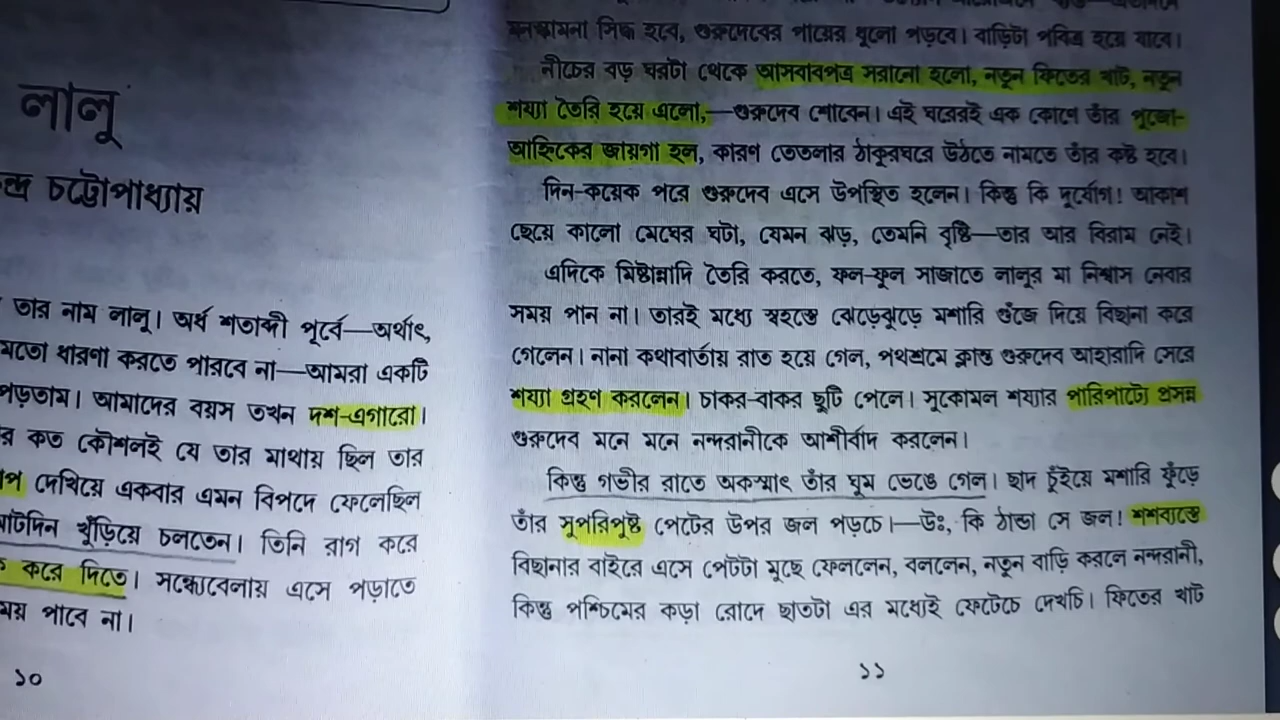 লালু
চট্টোপাধ্যায়
তার নাম লালু। অর্ধ শতাব্দী পূর্বে—অর্থাৎ,
মতো ধারণা করতে পারবে না—আমরা একটি
পড়তাম। আমাদের বয়স তখন দশ-এগারো।
কত কৌশলই যে তার মাথায় ছিল তার
দেখিয়ে একবার এমন বিপদে ফেলেছিল
খুঁড়িয়ে চলতেন। তিনি রাগ করে
করে দিতে। সন্ধ্যেবেলায় এসে পড়াতে
পাবে না।
১০
মনস্কামনা সিদ্ধ হবে, গুরুদেবের পায়ের ধুলো পড়বে। বাড়িটা পবিত্র হয়ে যাবে।
নীচের বড় ঘরটা থেকে আসবাবপত্র সরানো হলো, নতুন ফিতের খাট, নতুন
শয্যা তৈরি হয়ে এলো,—গুরুদেব শোবেন। এই ঘরেরই এক কোণে তাঁর পূজো-
আহ্নিকের জায়গা হল, কারণ তেতলার ঠাকুরঘরে উঠতে নামতে তাঁর কষ্ট হবে।
দিন-কয়েক পরে গুরুদেব এসে উপস্থিত হলেন। কিন্তু কি দুর্যোগ! আকাশ
ছেয়ে কালো মেঘের ঘটা, যেমন ঝড়, তেমনি বৃষ্টি—তার আর বিরাম নেই।
এদিকে মিষ্টান্নাদি তৈরি করতে, ফল-ফুল সাজাতে লালুর মা নিশ্বাস নেবার
সময় পান না। তারই মধ্যে স্বহস্তে ঝেড়েঝুড়ে মশারি গুঁজে দিয়ে বিছানা করে
গেলেন। নানা কথাবার্তায় রাত হয়ে গেল, পথশ্রমে ক্লান্ত গুরুদেব আহারাদি সেরে
শয্যা গ্রহণ করলেন। চাকর-বাকর ছুটি পেলে। সুকোমল শয্যার পারিপাট্যে প্রসন্ন
গুরুদেব মনে মনে নন্দরানীকে আশীর্বাদ করলেন।
কিন্তু গভীর রাতে অকস্মাৎ তাঁর ঘুম ভেঙে গেল। ছাদ চুঁইয়ে মশারি ফুঁড়ে
তাঁর সুপরিপুষ্ট পেটের উপর জল পড়চে।—উঃ, কি ঠান্ডা সে জল! শশব্যস্তে
বিছানার বাইরে এসে পেটটা মুছে ফেললেন, বললেন, নতুন বাড়ি করলে নন্দরানী,
কিন্তু পশ্চিমের কড়া রোদে ছাতটা এর মধ্যেই ফেটেচে দেখচি। ফিতের খাট
১১